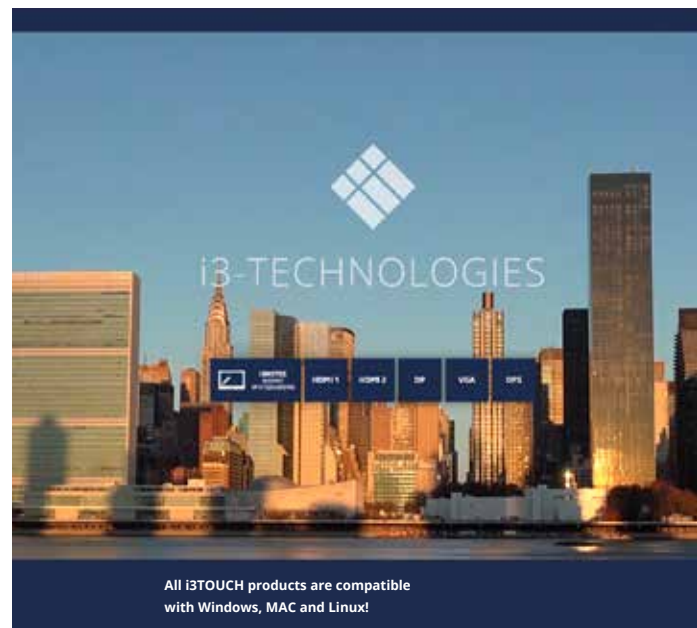 i3-TECHNOLOGIES
i3NOTES
HDMI 1
HDMI 2
DP
VGA
OPS
All i3TOUCH products are compatible
with Windows, MAC and Linux!